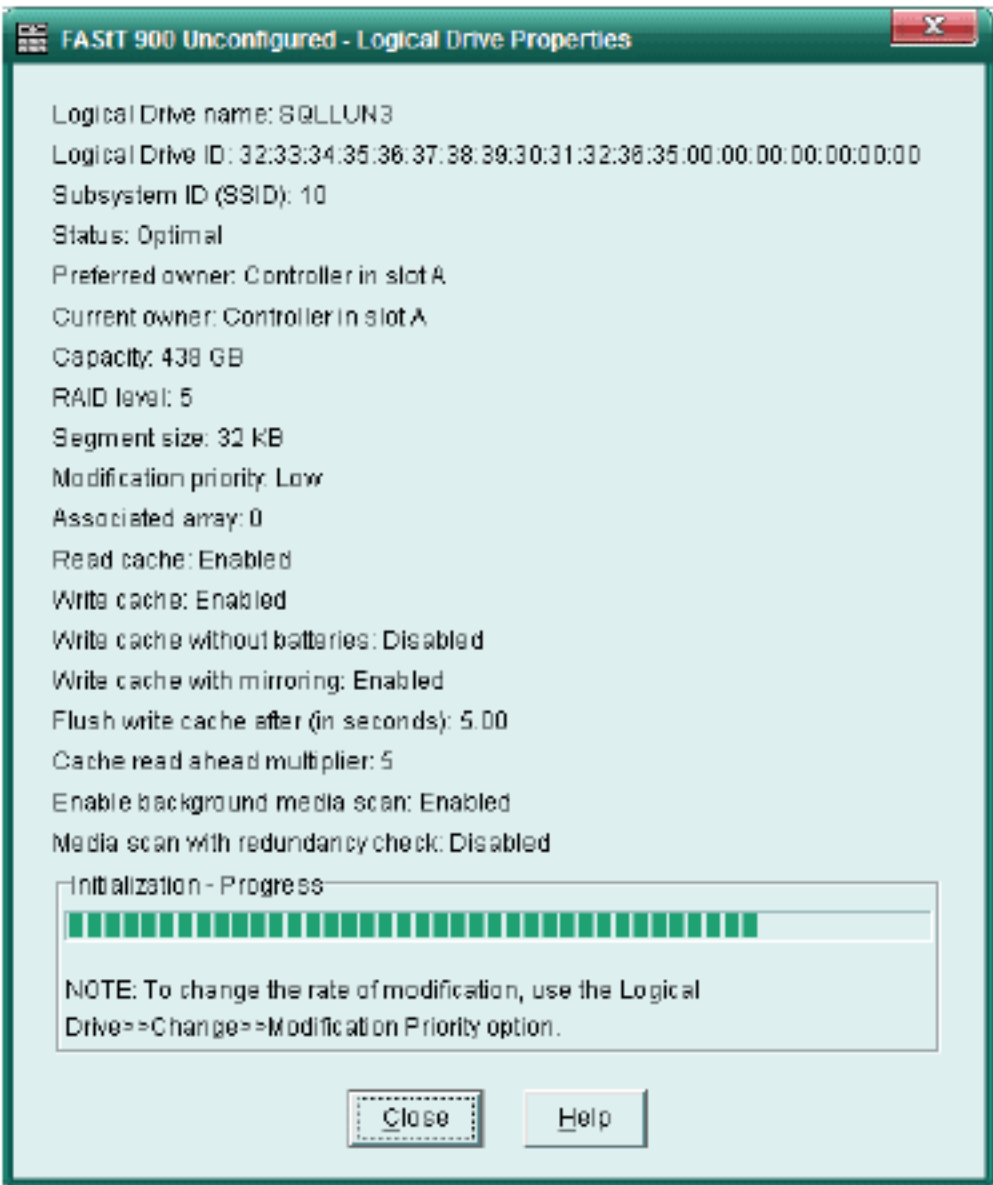 FAStT 900 Unconfigured - Logical Drive Properties
Logical Drive name: SQLLUN3
Logical Drive ID: 32:33:34:35:36:37:38:39:30:31:32:36:35:00:00:00:00:00:00:00
Subsystem ID (SSID): 10
Status: Optimal
Preferred owner: Controller in slot A
Current owner: Controller in slot A
Capacity: 438 GB
RAID level: 5
Segment size: 32 KB
Modification priority: Low
Associated array: 0
Read cache: Enabled
Write cache: Enabled
Write cache without batteries: Disabled
Write cache with mirroring: Enabled
Flush write cache after (in seconds): 5.00
Cache read ahead multiplier: 5
Enable background media scan: Enabled
Media scan with redundancy check: Disabled
Initialization - Progress
NOTE: To change the rate of modification, use the Logical
Drive>>Change>>Modification Priority option.
Close
Help